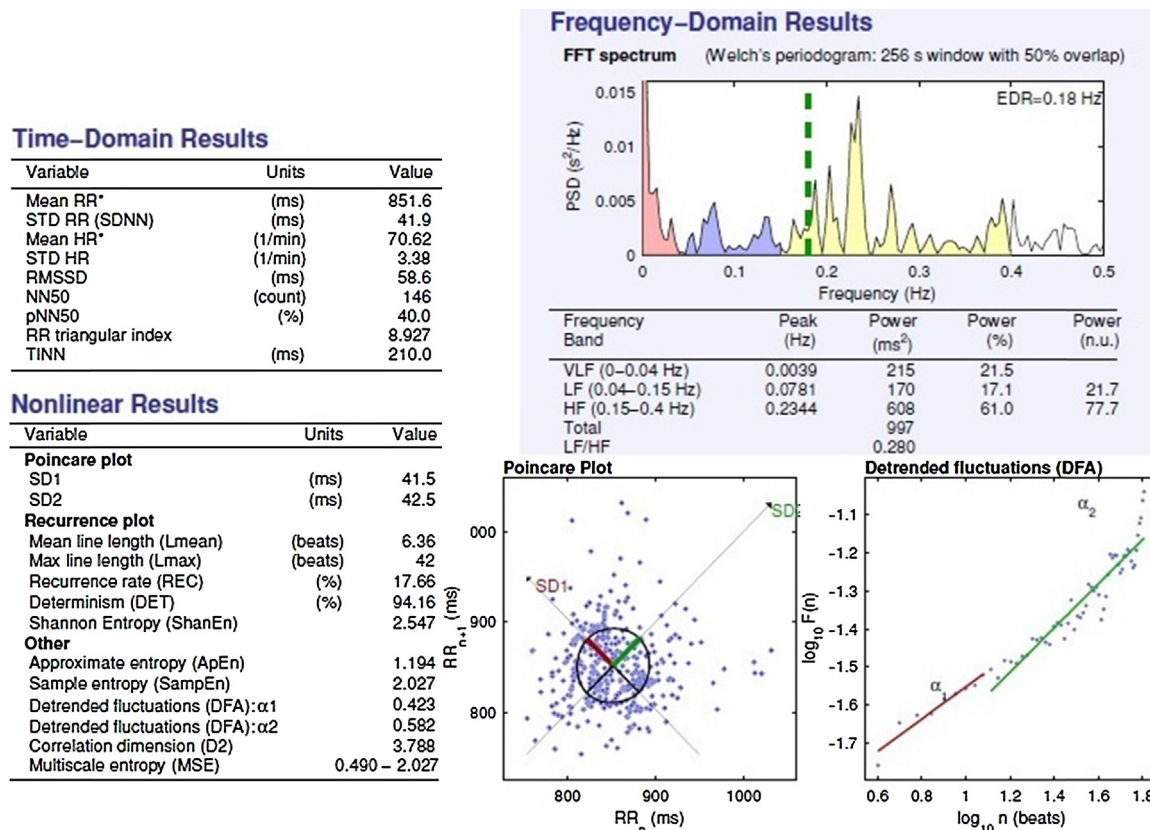 Time–Domain Results
Variable Units Value
Mean RR* (ms) 851.6
STD RR (SDNN) (ms) 41.9
Mean HR* (1/min) 70.62
STD HR (1/min) 3.38
RMSSD (ms) 58.6
NN50 (count) 146
pNN50 (%) 40.0
RR triangular index 8.927
TINN (ms) 210.0
Nonlinear Results
Variable Units Value
Poincare plot
SD1 (ms) 41.5
SD2 (ms) 42.5
Recurrence plot
Mean line length (Lmean) (beats) 6.36
Max line length (Lmax) (beats) 42
Recurrence rate (REC) (%) 17.66
Determinism (DET) (%) 94.16
Shannon Entropy (ShanEn) 2.547
Other
Approximate entropy (ApEn) 1.194
Sample entropy (SampEn) 2.027
Detrended fluctuations (DFA): α1 0.423
Detrended fluctuations (DFA): α2 0.582
Correlation dimension (D2) 3.788
Multiscale entropy (MSE) 0.490 – 2.027
Frequency–Domain Results
FFT spectrum (Welch's periodogram: 256 s window with 50% overlap)
EDR=0.18 Hz
PSD (s²/Hz)
0.015
0.01
0.005
0
0 0.1 0.2 0.3 0.4 0.5
Frequency (Hz)
Frequency Peak Power Power Power
Band (Hz) (ms²) (%) (n.u.)
VLF (0–0.04 Hz) 0.0039 215 21.5
LF (0.04–0.15 Hz) 0.0781 170 17.1 21.7
HF (0.15–0.4 Hz) 0.2344 608 61.0 77.7
Total 997
LF/HF 0.280
Poincare Plot
SD1
SD2
RRn+1 (ms)
000
900
800
800 900 1000
RRn (ms)
Detrended fluctuations (DFA)
α2
α1
log10 F(n)
-1.1
-1.2
-1.3
-1.4
-1.5
-1.6
-1.7
0.6 0.8 1 1.2 1.4 1.6 1.8
log10 n (beats)